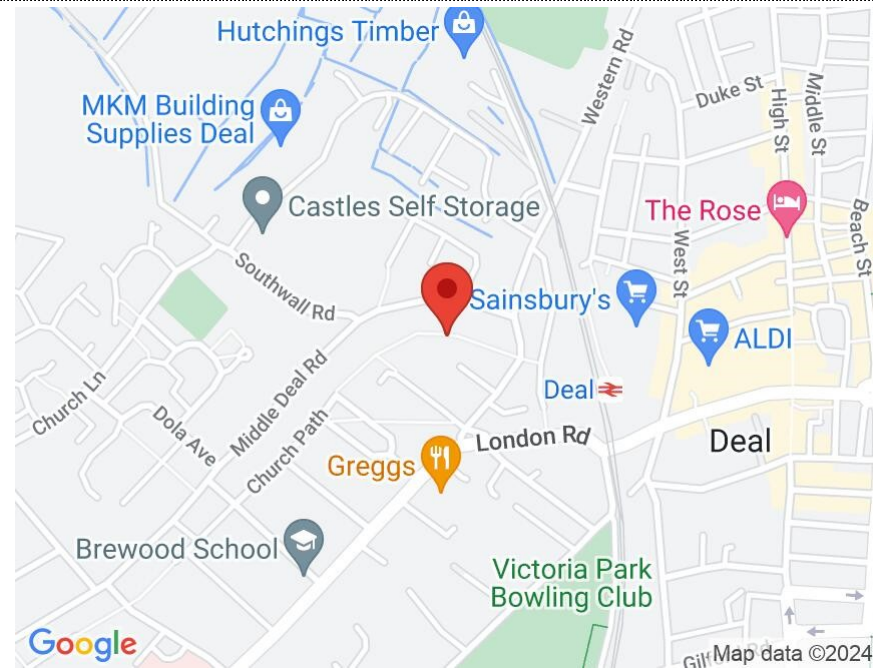 Hutchings Timber
Western Rd
MKM Building
Supplies Deal
Duke St
High St
Middle St
Castles Self Storage
The Rose
Beach St
West St
Southwall Rd
Sainsbury's
ALDI
Deal
Church Ln
Dola Ave
Middle Deal Rd
Church Path
London Rd
Deal
Greggs
Brewood School
Victoria Park
Bowling Club
Google
Map data ©2024